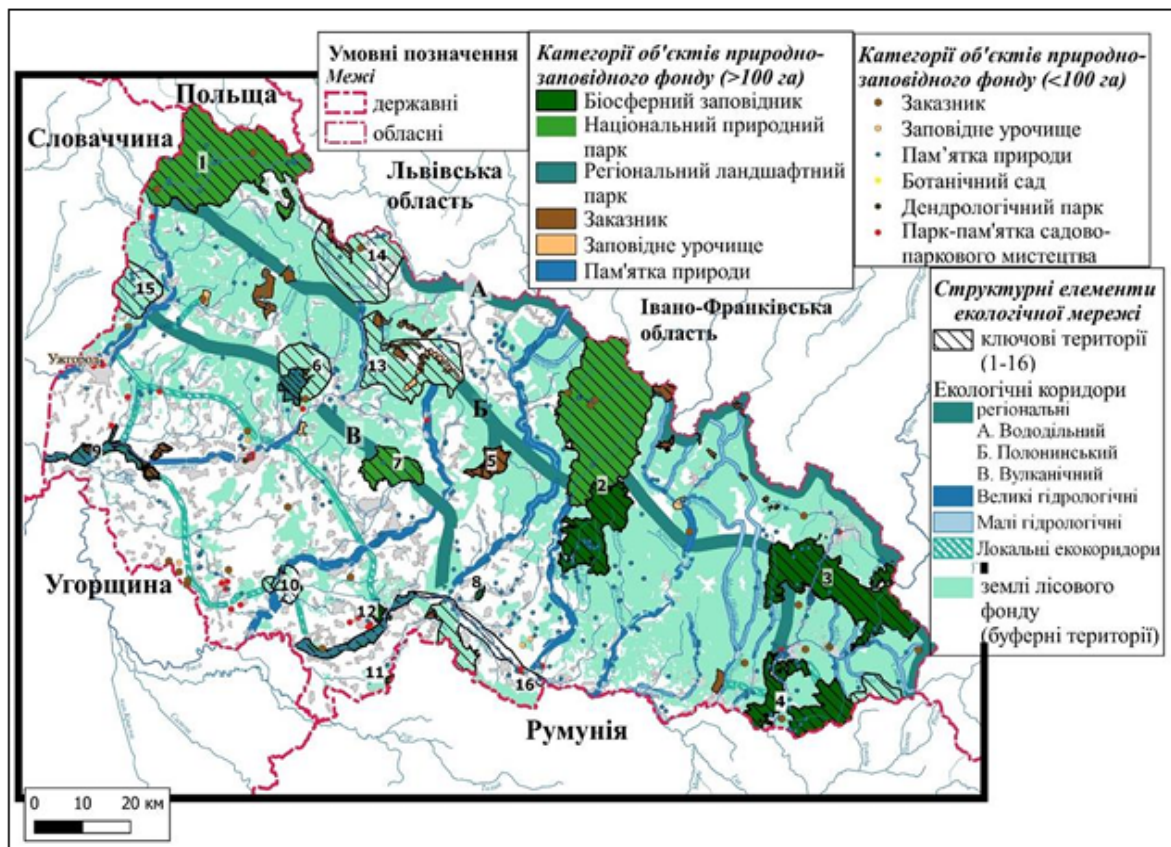 Умовні позначення
Межі
державні
обласні
Категорії об'єктів природно-
заповідного фонду (>100 га)
Біосферний заповідник
Національний природний
парк
Регіональний ландшафтний
парк
Заказник
Заповідне урочище
Пам'ятка природи
Категорії об'єктів природно-
заповідного фонду (<100 га)
Заказник
Заповідне урочище
Пам’ятка природи
Ботанічний сад
Дендрологічний парк
Парк-пам'ятка садово-
паркового мистецтва
Структурні елементи
екологічної мережі
ключові території
(1-16)
Екологічні коридори
регіональні
А. Вододільний
Б. Полонинський
В. Вулканічний
Великі гідрологічні
Малі гідрологічні
Локальні екокоридори
землі лісового
фонду
(буферні території)
Польща
Словаччина
1
Львівська
область
14
А
15
Івано-Франківська
область
Ужгород
6
13
Б
В
9
7
5
2
Угорщина
10
8
3
12
11
16
4
Румунія
0 10 20 км